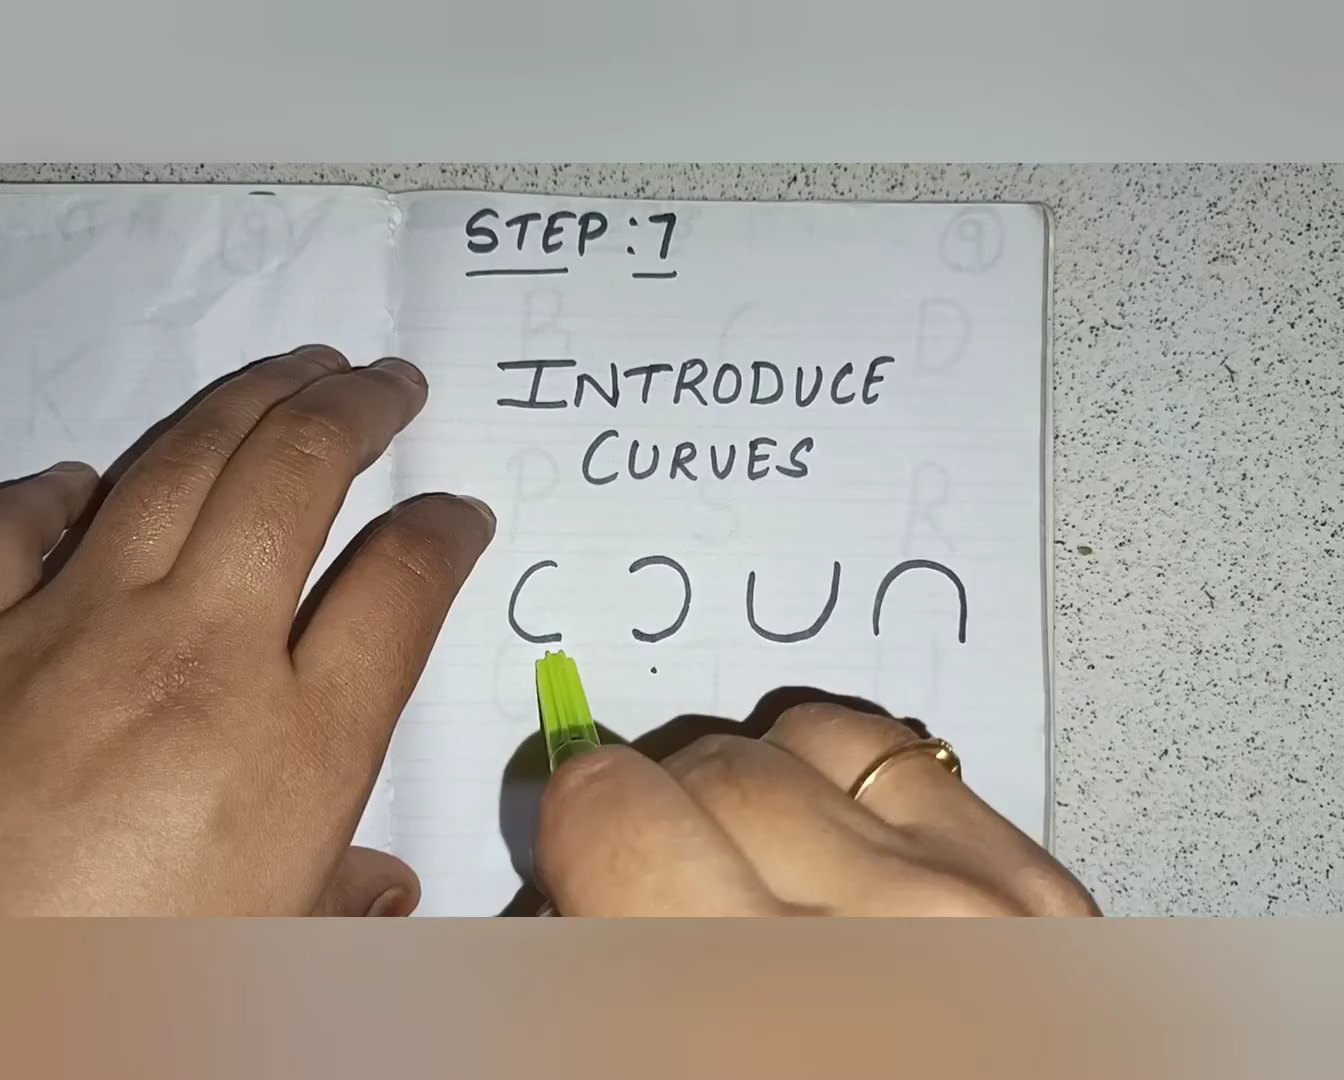 STEP:7
INTRODUCE
CURVES
⊂ ⊃ ∪ ∩